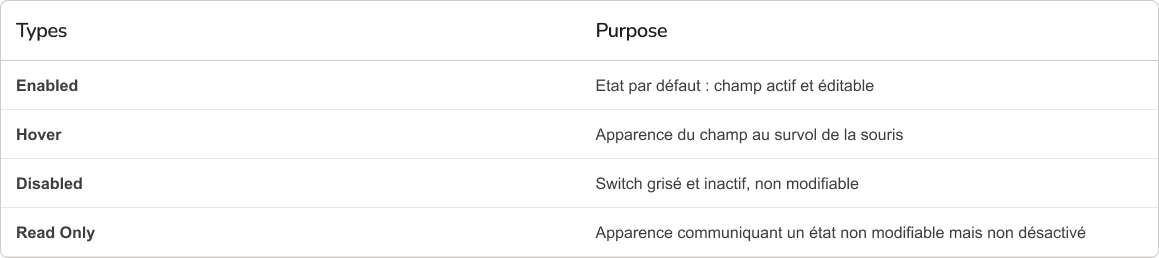 Types Purpose
Enabled Etat par défaut : champ actif et éditable
Hover Apparence du champ au survol de la souris
Disabled Switch grisé et inactif, non modifiable
Read Only Apparence communiquant un état non modifiable mais non désactivé